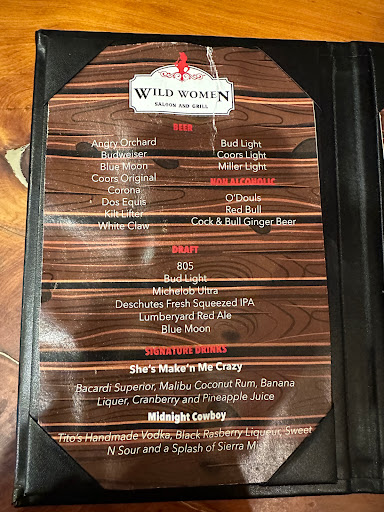 WILD WOMEN
SALOON AND GRILL
BEER
Angry Orchard
Budweiser
Blue Moon
Coors Original
Corona
Dos Equis
Kilt Lifter
White Claw
Bud Light
Coors Light
Miller Light
NON ALCOHOLIC
O'Douls
Red Bull
Cock & Bull Ginger Beer
DRAFT
805
Bud Light
Michelob Ultra
Deschutes Fresh Squeezed IPA
Lumberyard Red Ale
Blue Moon
SIGNATURE DRINKS
She's Make'n Me Crazy
Bacardi Superior, Malibu Coconut Rum, Banana
Liquer, Cranberry and Pineapple Juice
Midnight Cowboy
Tito's Handmade Vodka, Black Rasberry Liqueur, Sweet
N Sour and a Splash of Sierra Mist